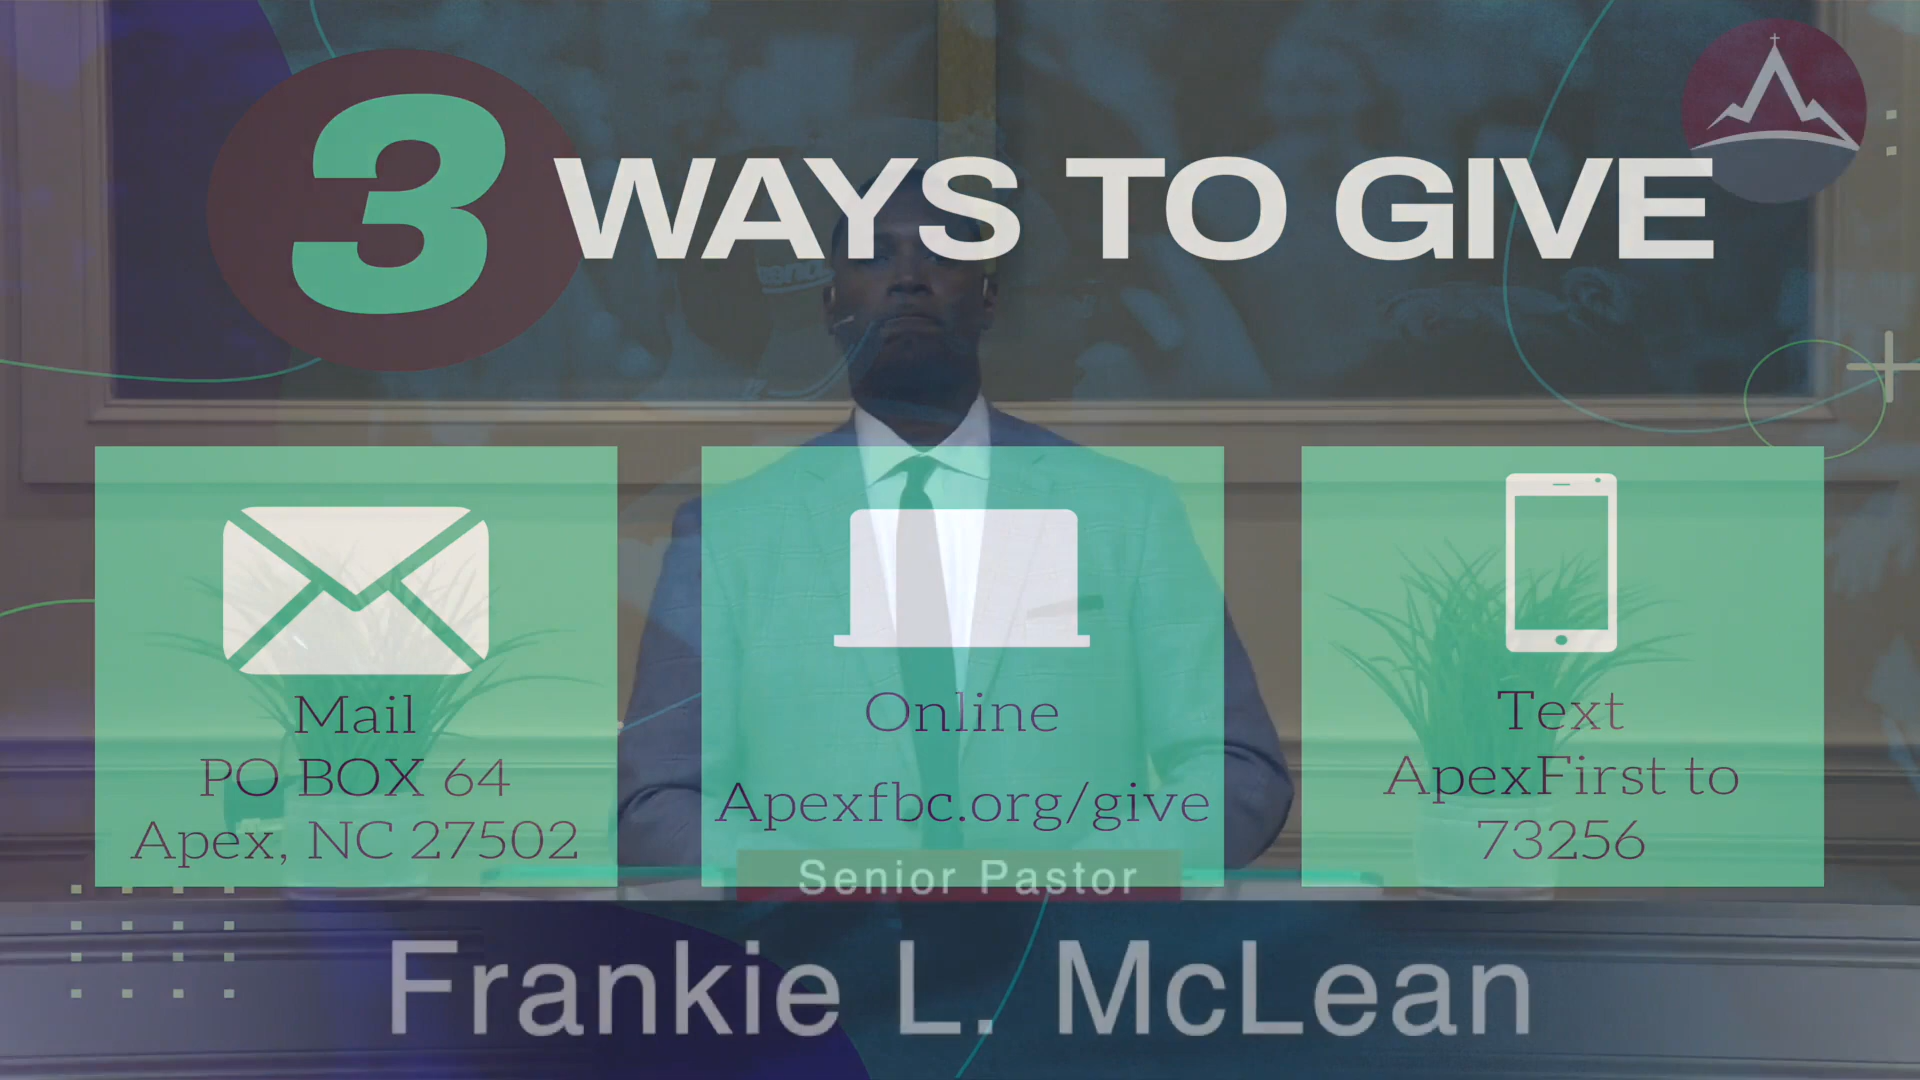 3 WAYS TO GIVE
Mail
PO BOX 64
Apex, NC 27502
Online
Apexfbc.org/give
Text
ApexFirst to
73256
Senior Pastor
Frankie L. McLean